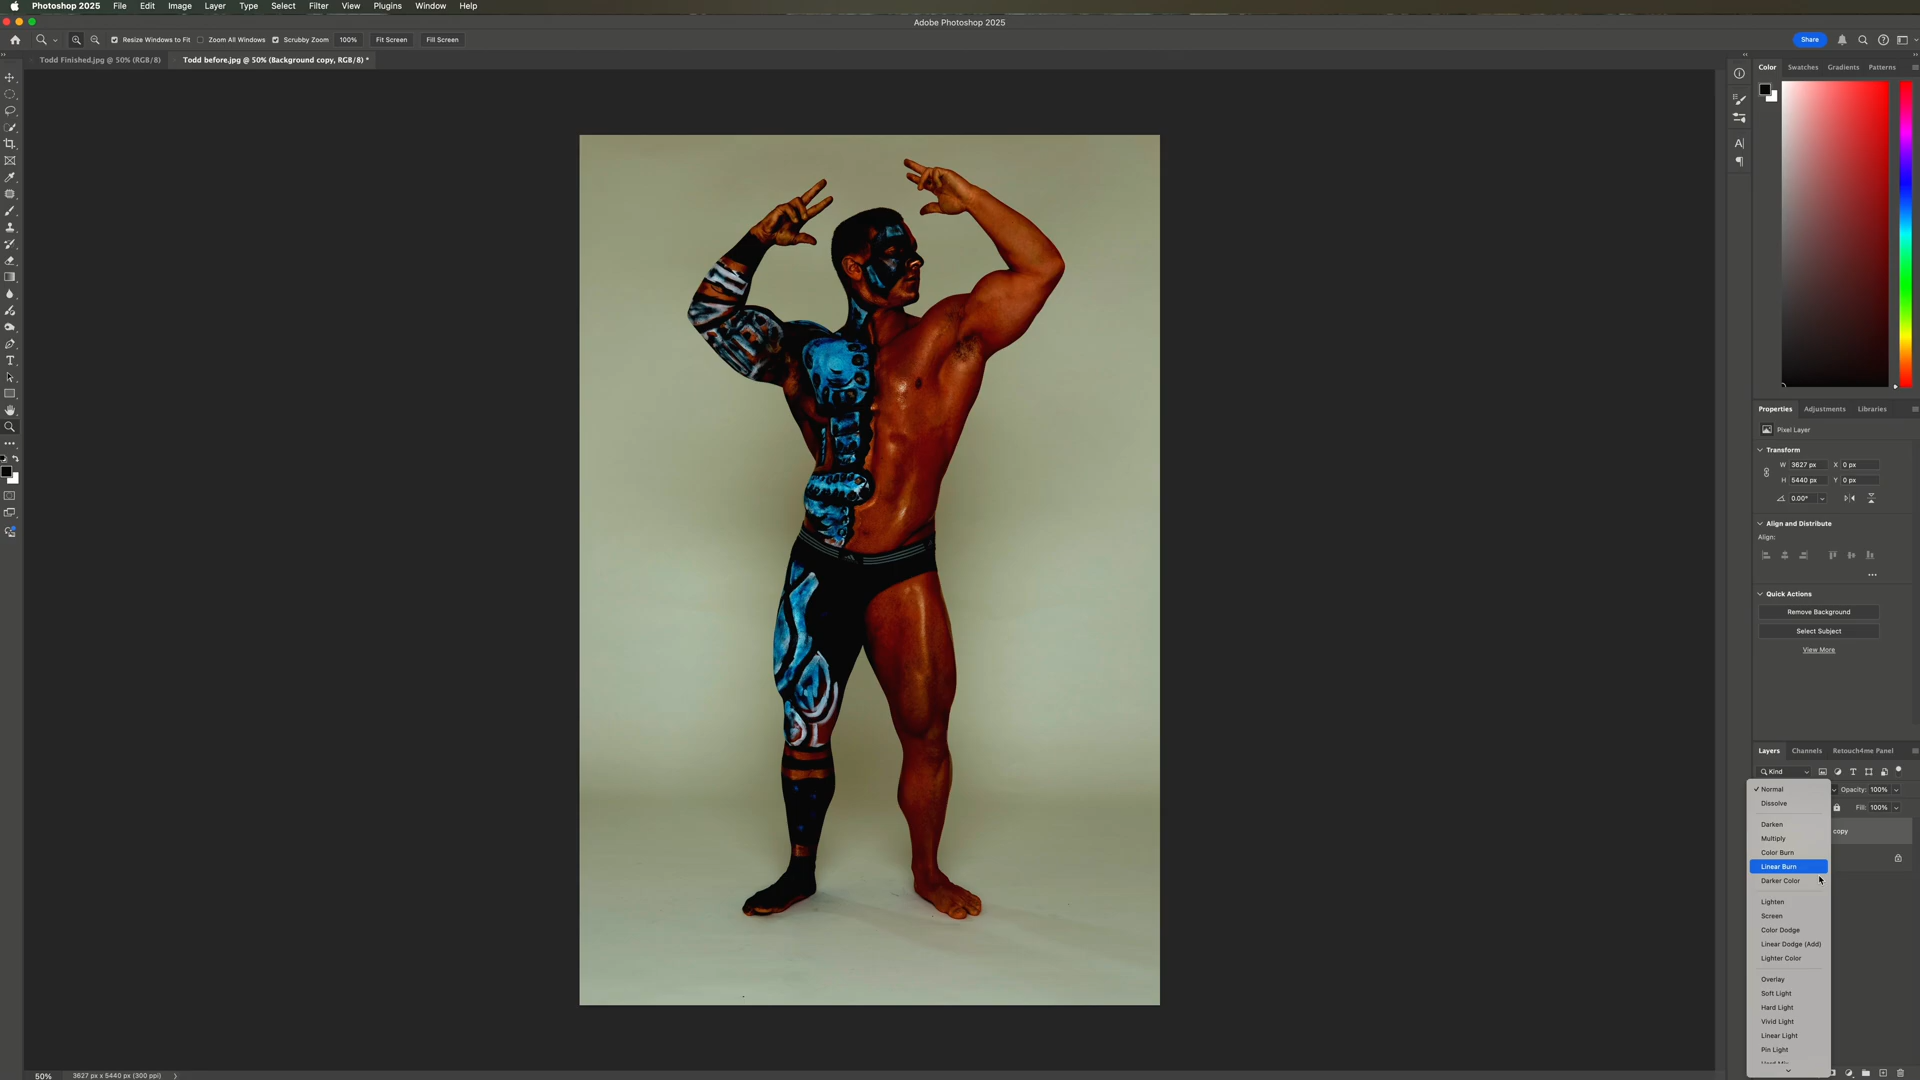 Photoshop 2025 File Edit Image Layer Type Select Filter View Plugins Window Help
Adobe Photoshop 2025
Resize Windows to Fit Zoom All Windows Scrubby Zoom 100% Fit Screen Fill Screen Share
Todd Finished.jpg @ 50% (RGB/8) Todd before.jpg @ 50% (Background copy, RGB/8) *
Color Swatches Gradients Patterns
Properties Adjustments Libraries
Pixel Layer
Transform
W 3627 px X 0 px
H 5440 px Y 0 px
0.00°
Align and Distribute
Align:
Quick Actions
Remove Background
Select Subject
View More
Layers Channels Retouch4me Panel
Kind
Normal Opacity: 100%
Dissolve Fill: 100%
Darken copy
Multiply
Color Burn
Linear Burn
Darker Color
Lighten
Screen
Color Dodge
Linear Dodge (Add)
Lighter Color
Overlay
Soft Light
Hard Light
Vivid Light
Linear Light
Pin Light
50% 3627 px x 5440 px (300 ppi)